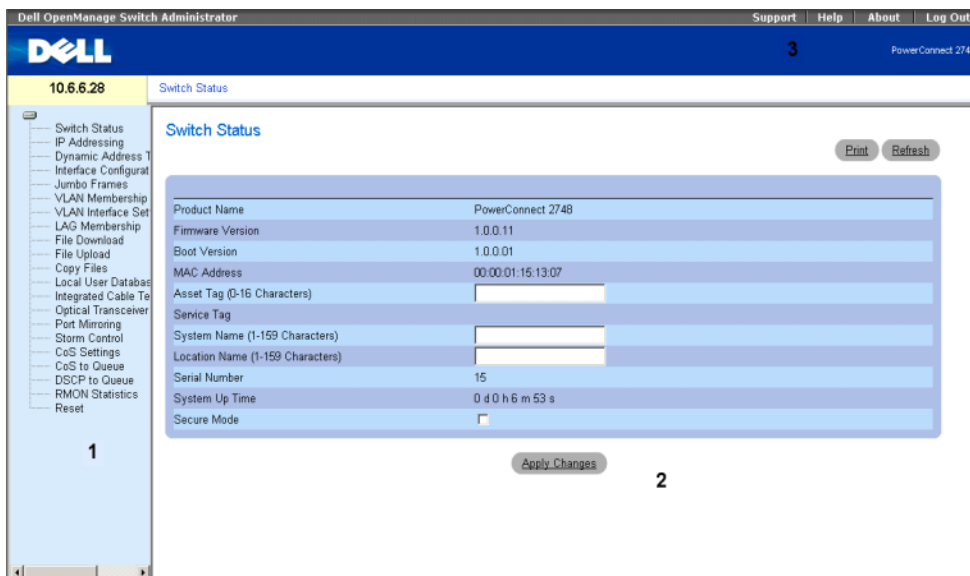 Dell OpenManage Switch Administrator
Support Help About Log Out
DELL
3
PowerConnect 274
10.6.6.28
Switch Status
Switch Status
IP Addressing
Dynamic Address T
Interface Configurat
Jumbo Frames
VLAN Membership
VLAN Interface Set
LAG Membership
File Download
File Upload
Copy Files
Local User Databas
Integrated Cable Te
Optical Transceiver
Port Mirroring
Storm Control
CoS Settings
CoS to Queue
DSCP to Queue
RMON Statistics
Reset
1
Switch Status
Print Refresh
Product Name PowerConnect 2748
Firmware Version 1.0.0.11
Boot Version 1.0.0.01
MAC Address 00:00:01:15:13:07
Asset Tag (0-16 Characters)
Service Tag
System Name (1-159 Characters)
Location Name (1-159 Characters)
Serial Number 15
System Up Time 0 d 0 h 6 m 53 s
Secure Mode
Apply Changes
2